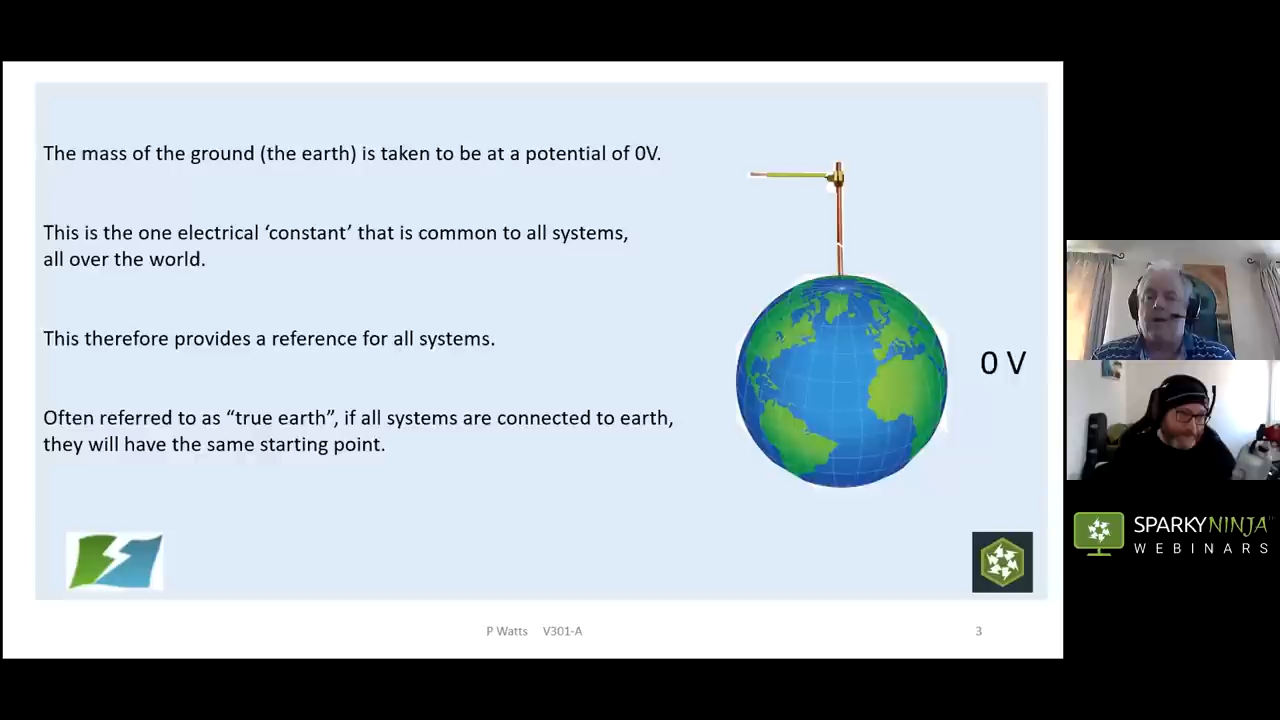 The mass of the ground (the earth) is taken to be at a potential of 0V.
This is the one electrical ‘constant’ that is common to all systems,
all over the world.
This therefore provides a reference for all systems.
Often referred to as “true earth”, if all systems are connected to earth,
they will have the same starting point.
0 V
P Watts V301-A
3
SPARKYNINJA
WEBINARS